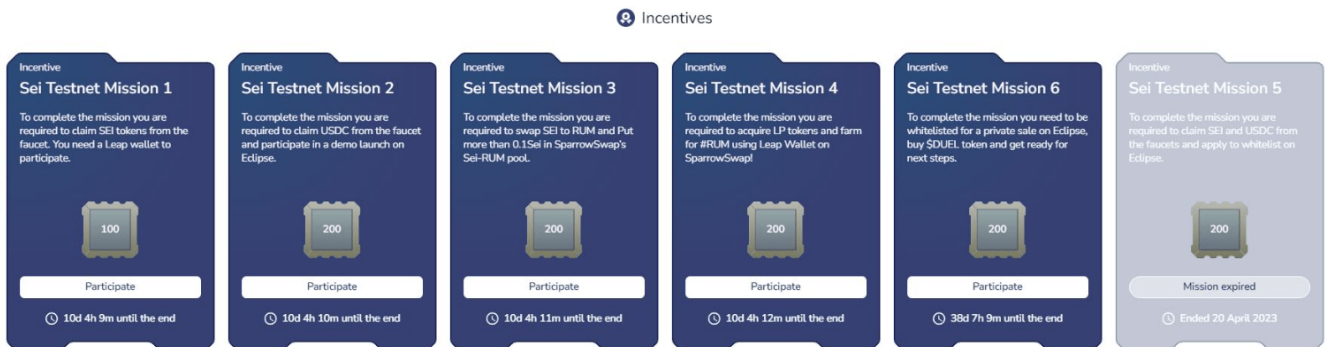 Incentives
Incentive
Sei Testnet Mission 1
To complete the mission you are
required to claim SEI tokens from the
faucet. You need a Leap wallet to
participate.
100
Participate
10d 4h 9m until the end
Incentive
Sei Testnet Mission 2
To complete the mission you are
required to claim USDC from the faucet
and participate in a demo launch on
Eclipse.
200
Participate
10d 4h 10m until the end
Incentive
Sei Testnet Mission 3
To complete the mission you are
required to swap SEI to RUM and Put
more than 0.1Sei in SparrowSwap's
Sei-RUM pool.
200
Participate
10d 4h 11m until the end
Incentive
Sei Testnet Mission 4
To complete the mission you are
required to acquire LP tokens and farm
for #RUM using Leap Wallet on
SparrowSwap!
200
Participate
10d 4h 12m until the end
Incentive
Sei Testnet Mission 6
To complete the mission you need to be
whitelisted for a private sale on Eclipse,
buy $DUEL token and get ready for
next steps.
200
Participate
38d 7h 9m until the end
Incentive
Sei Testnet Mission 5
To complete the mission you are
required to claim SEI and USDC from
the faucets and apply to whitelist on
Eclipse.
200
Mission expired
Ended 20 April 2023